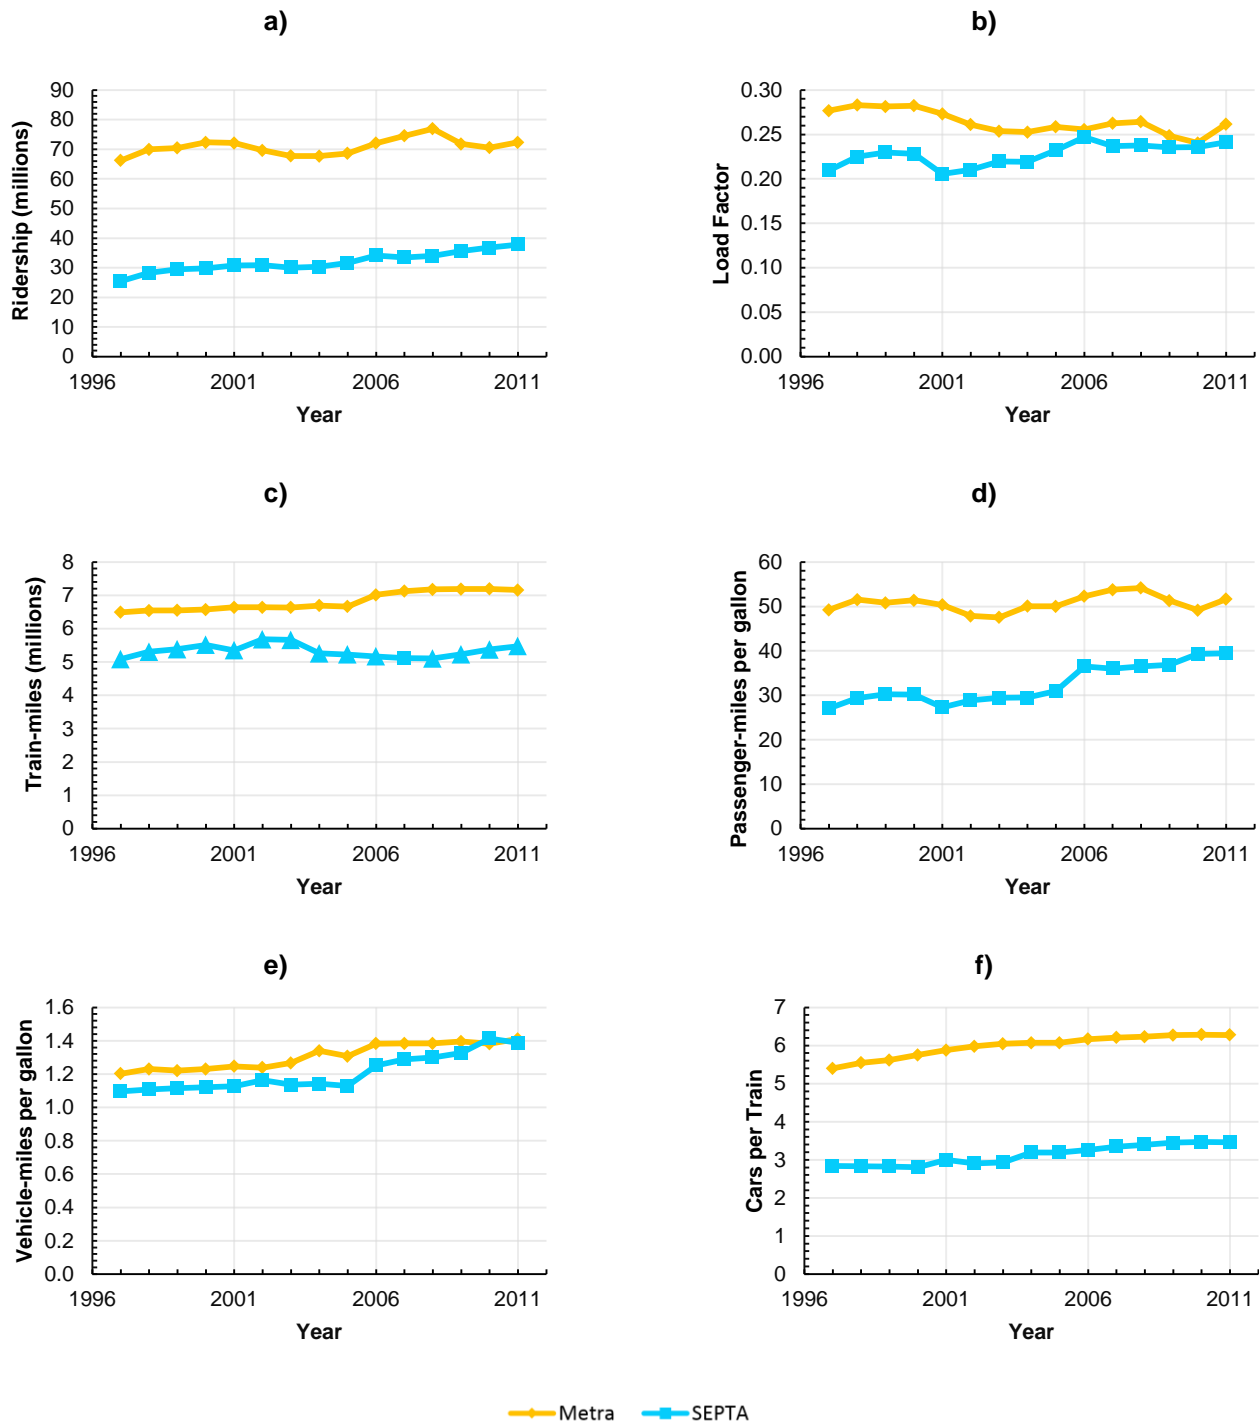 a)
90
80
70
60
50
40
30
20
10
0
Ridership (millions)
1996 2001 2006 2011
Year
b)
0.30
0.25
0.20
0.15
0.10
0.05
0.00
Load Factor
1996 2001 2006 2011
Year
c)
8
7
6
5
4
3
2
1
0
Train-miles (millions)
1996 2001 2006 2011
Year
d)
60
50
40
30
20
10
0
Passenger-miles per gallon
1996 2001 2006 2011
Year
e)
1.6
1.4
1.2
1.0
0.8
0.6
0.4
0.2
0.0
Vehicle-miles per gallon
1996 2001 2006 2011
Year
f)
7
6
5
4
3
2
1
0
Cars per Train
1996 2001 2006 2011
Year
Metra SEPTA